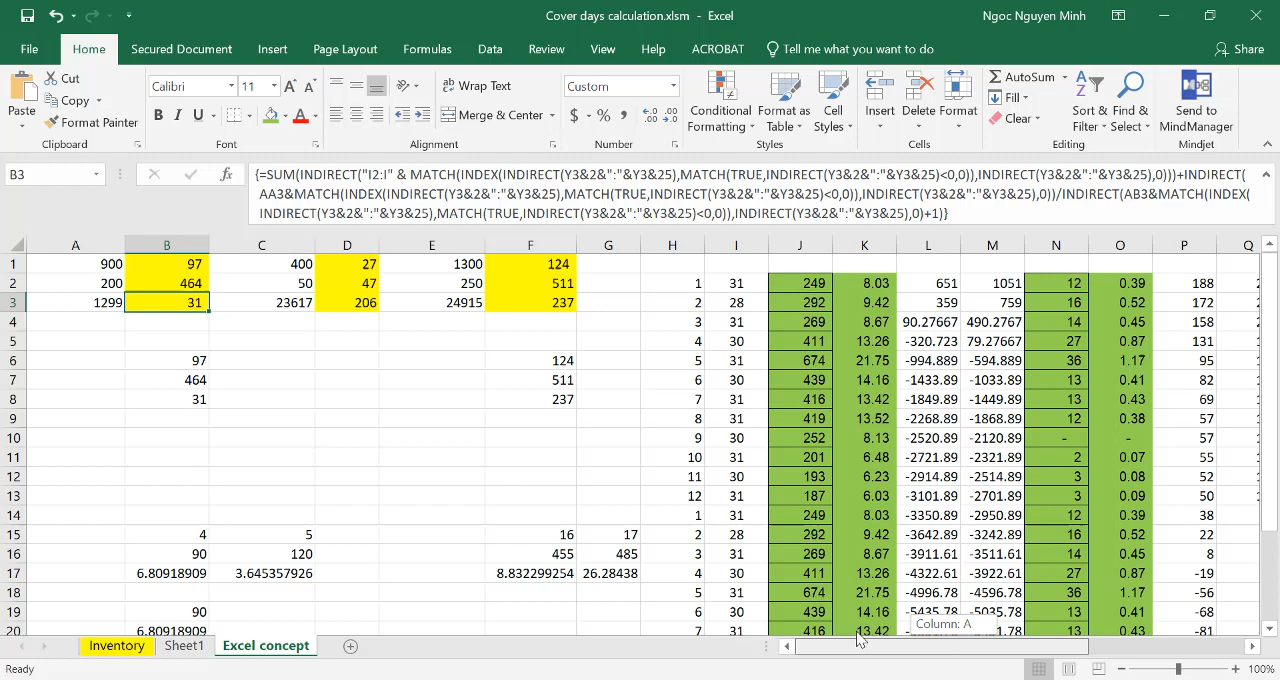 Cover days calculation.xlsm - Excel
Ngoc Nguyen Minh
File Home Secured Document Insert Page Layout Formulas Data Review View Help ACROBAT Tell me what you want to do Share
Paste
Cut
Copy
Format Painter
Clipboard
Calibri 11
B I U
Font
Wrap Text
Merge & Center
Alignment
Custom
$ % ,
Number
Conditional Formatting
Format as Table
Cell Styles
Styles
Insert Delete Format
Cells
AutoSum
Fill
Clear
Sort & Filter
Find & Select
Editing
Send to MindManager
Mindjet
B3
{=SUM(INDIRECT("I2:I" & MATCH(INDEX(INDIRECT(Y3&2&":"&Y3&25),MATCH(TRUE,INDIRECT(Y3&2&":"&Y3&25)<0,0)),INDIRECT(Y3&2&":"&Y3&25),0)))+INDIRECT(
AA3&MATCH(INDEX(INDIRECT(Y3&2&":"&Y3&25),MATCH(TRUE,INDIRECT(Y3&2&":"&Y3&25)<0,0)),INDIRECT(Y3&2&":"&Y3&25),0))/INDIRECT(AB3&MATCH(INDEX(
INDIRECT(Y3&2&":"&Y3&25),MATCH(TRUE,INDIRECT(Y3&2&":"&Y3&25)<0,0)),INDIRECT(Y3&2&":"&Y3&25),0)+1)}
A B C D E F G H I J K L M N O P Q
1 900 97 400 27 1300 124
2 200 464 50 47 250 511 1 31 249 8.03 651 1051 12 0.39 188
3 1299 31 23617 206 24915 237 2 28 292 9.42 359 759 16 0.52 172
4 3 31 269 8.67 90.27667 490.2767 14 0.45 158
5 4 30 411 13.26 -320.723 79.27667 27 0.87 131
6 97 124 5 31 674 21.75 -994.889 -594.889 36 1.17 95
7 464 511 6 30 439 14.16 -1433.89 -1033.89 13 0.41 82
8 31 237 7 31 416 13.42 -1849.89 -1449.89 13 0.43 69
9 8 31 419 13.52 -2268.89 -1868.89 12 0.38 57
10 9 30 252 8.13 -2520.89 -2120.89 - - 57
11 10 31 201 6.48 -2721.89 -2321.89 2 0.07 55
12 11 30 193 6.23 -2914.89 -2514.89 3 0.08 52
13 12 31 187 6.03 -3101.89 -2701.89 3 0.09 50
14 1 31 249 8.03 -3350.89 -2950.89 12 0.39 38
15 4 5 16 17 2 28 292 9.42 -3642.89 -3242.89 16 0.52 22
16 90 120 455 485 3 31 269 8.67 -3911.61 -3511.61 14 0.45 8
17 6.80918909 3.645357926 8.832299254 26.28438 4 30 411 13.26 -4322.61 -3922.61 27 0.87 -19
18 5 31 674 21.75 -4996.78 -4596.78 36 1.17 -56
19 90 6 30 439 14.16 -5435.78 -5035.78 13 0.41 -68
20 6.80918909 7 31 416 13.42 13 0.43 -81
Column: A
Inventory Sheet1 Excel concept
Ready
100%